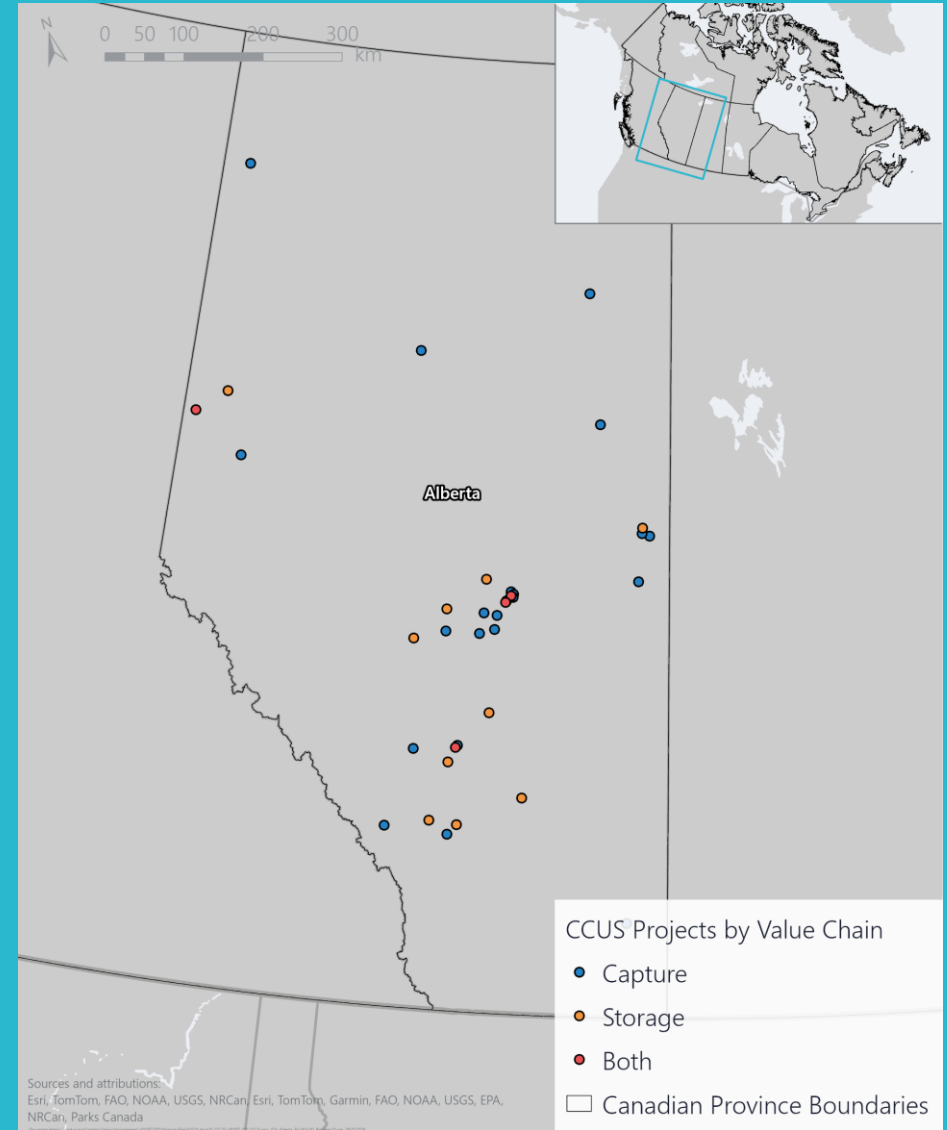 N
0 50 100 200 300
km
Alberta
CCUS Projects by Value Chain
Capture
Storage
Both
Canadian Province Boundaries
Sources and attributions:
Esri, TomTom, FAO, NOAA, USGS, NRCan, Esri, TomTom, Garmin, FAO, NOAA, USGS, EPA,
NRCan, Parks Canada